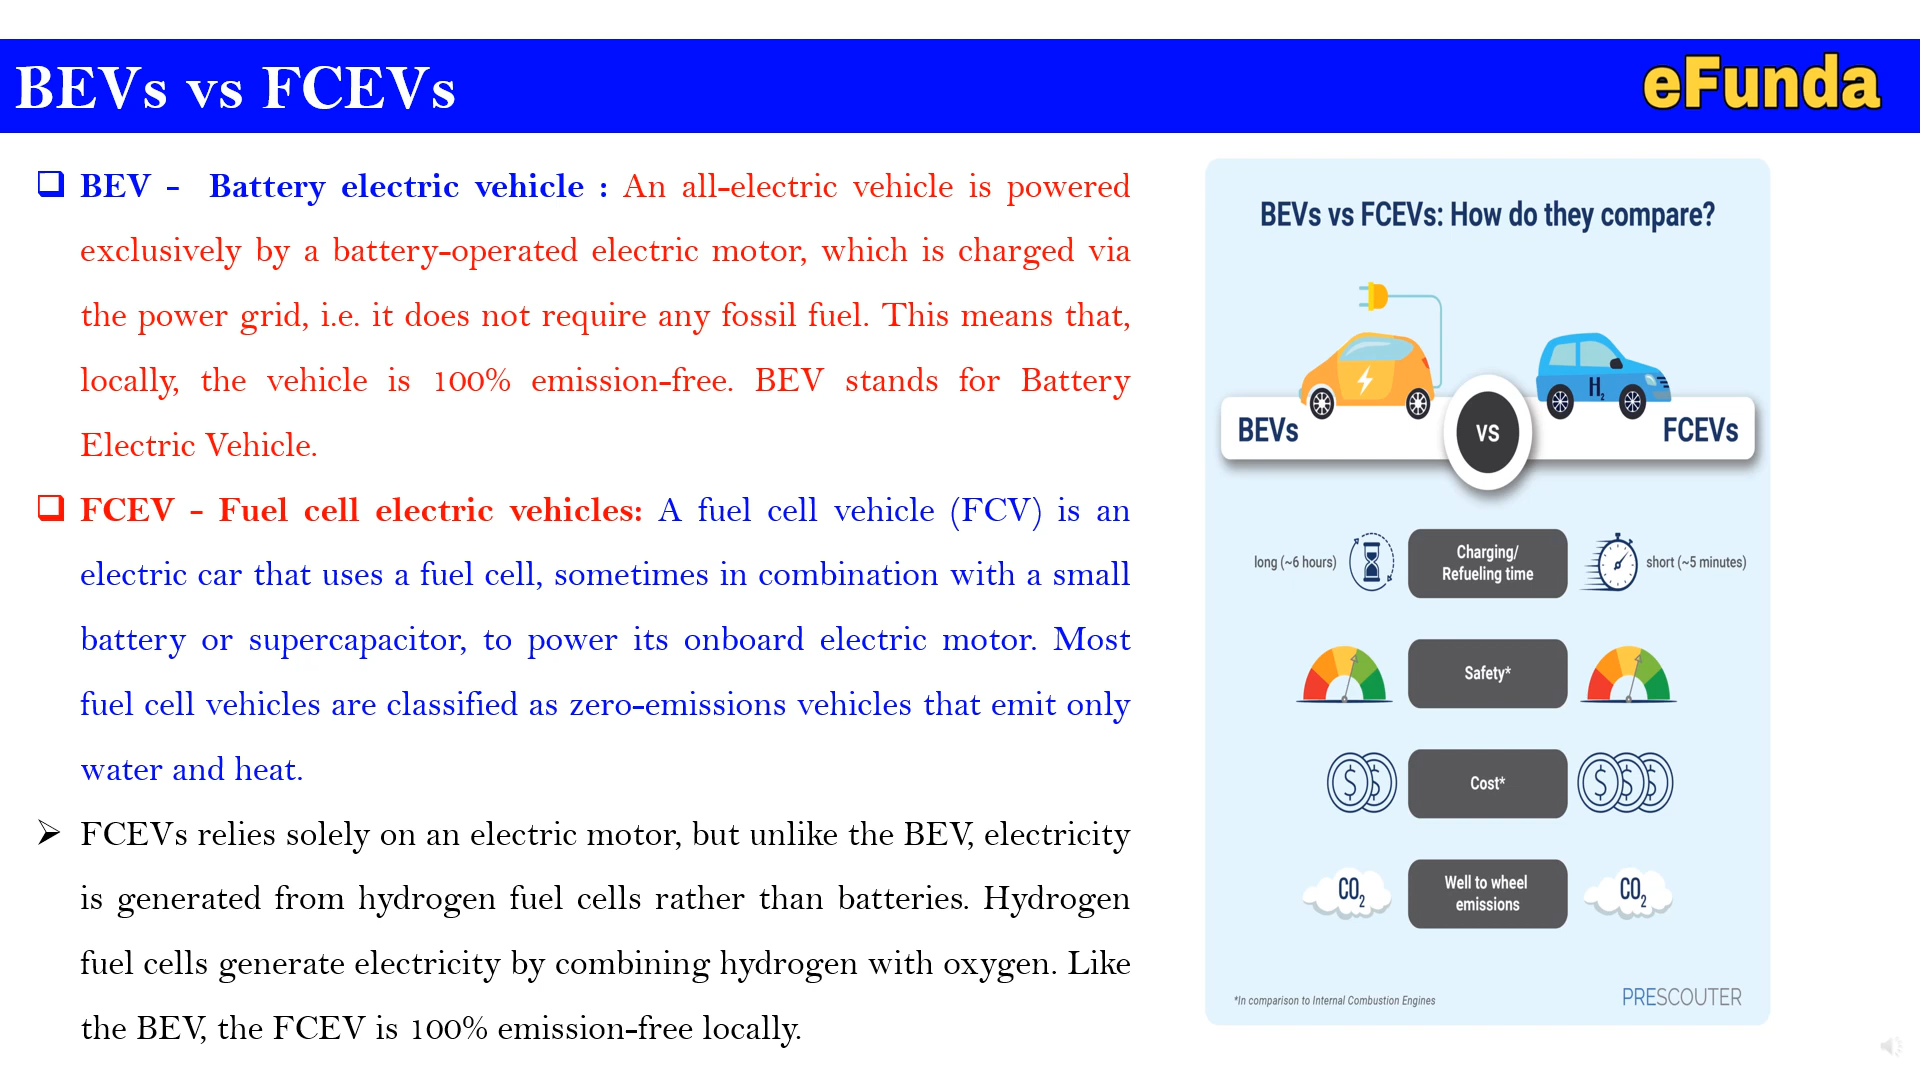 BEVs vs FCEVs
eFunda
BEV - Battery electric vehicle : An all-electric vehicle is powered
exclusively by a battery-operated electric motor, which is charged via
the power grid, i.e. it does not require any fossil fuel. This means that,
locally, the vehicle is 100% emission-free. BEV stands for Battery
Electric Vehicle.
FCEV - Fuel cell electric vehicles: A fuel cell vehicle (FCV) is an
electric car that uses a fuel cell, sometimes in combination with a small
battery or supercapacitor, to power its onboard electric motor. Most
fuel cell vehicles are classified as zero-emissions vehicles that emit only
water and heat.
FCEVs relies solely on an electric motor, but unlike the BEV, electricity
is generated from hydrogen fuel cells rather than batteries. Hydrogen
fuel cells generate electricity by combining hydrogen with oxygen. Like
the BEV, the FCEV is 100% emission-free locally.
BEVs vs FCEVs: How do they compare?
H2
BEVs
VS
FCEVs
long (~6 hours)
Charging/
Refueling time
short (~5 minutes)
Safety*
$ $
Cost*
$ $ $
CO2
Well to wheel
emissions
CO2
*In comparison to Internal Combustion Engines
PRESCOUTER